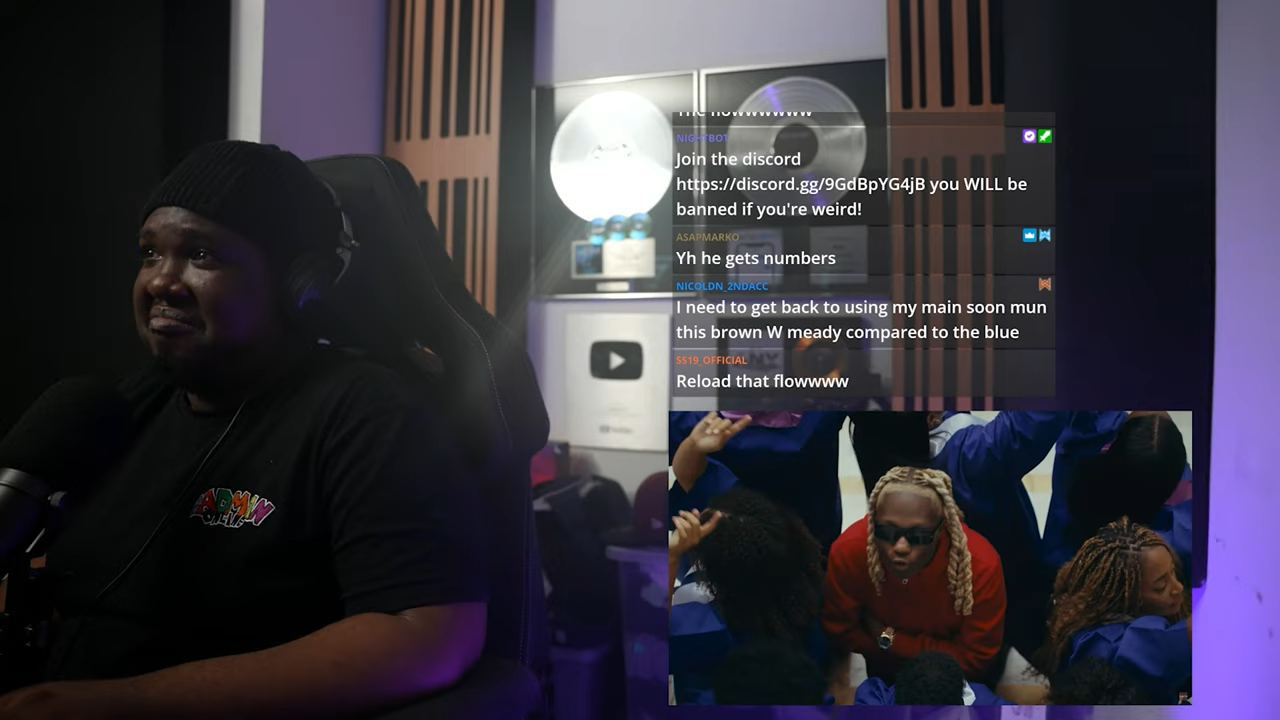 NIGHTBOT
Join the discord
https://discord.gg/9GdBpYG4jB you WILL be
banned if you're weird!
ASAPMARKO
Yh he gets numbers
NICOLDN_2NDACC
I need to get back to using my main soon mun
this brown W meady compared to the blue
SS19_OFFICIAL
Reload that flowwww